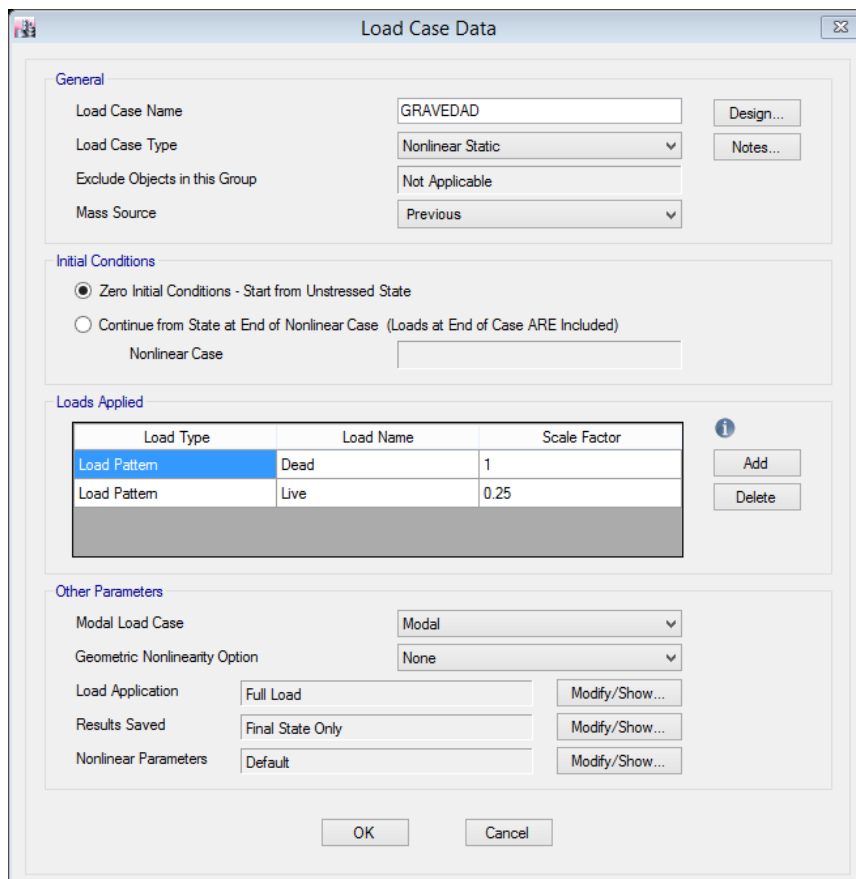 Load Case Data
General
Load Case Name GRAVEDAD Design...
Load Case Type Nonlinear Static Notes...
Exclude Objects in this Group Not Applicable
Mass Source Previous
Initial Conditions
Zero Initial Conditions - Start from Unstressed State
Continue from State at End of Nonlinear Case (Loads at End of Case ARE Included)
Nonlinear Case
Loads Applied
Load Type Load Name Scale Factor
Load Pattern Dead 1 Add
Load Pattern Live 0.25 Delete
Other Parameters
Modal Load Case Modal
Geometric Nonlinearity Option None
Load Application Full Load Modify/Show...
Results Saved Final State Only Modify/Show...
Nonlinear Parameters Default Modify/Show...
OK Cancel